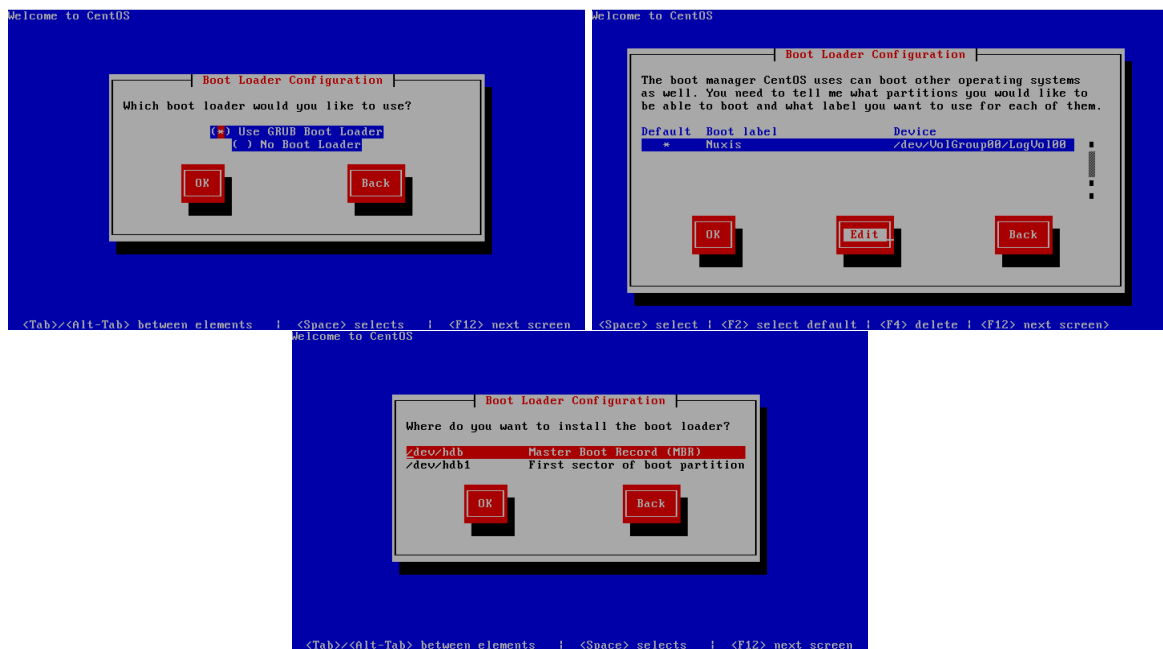 Welcome to CentOS
Boot Loader Configuration
Which boot loader would you like to use?
(*) Use GRUB Boot Loader
( ) No Boot Loader
OK Back
<Tab>/<Alt-Tab> between elements | <Space> selects | <F12> next screen
Welcome to CentOS
Boot Loader Configuration
The boot manager CentOS uses can boot other operating systems
as well. You need to tell me what partitions you would like to
be able to boot and what label you want to use for each of them.
Default Boot label Device
* Nuxis /dev/VolGroup00/LogVol00
OK Edit Back
<Space> select | <F2> select default | <F4> delete | <F12> next screen>
Welcome to CentOS
Boot Loader Configuration
Where do you want to install the boot loader?
/dev/hdb Master Boot Record (MBR)
/dev/hdb1 First sector of boot partition
OK Back
<Tab>/<Alt-Tab> between elements | <Space> selects | <F12> next screen